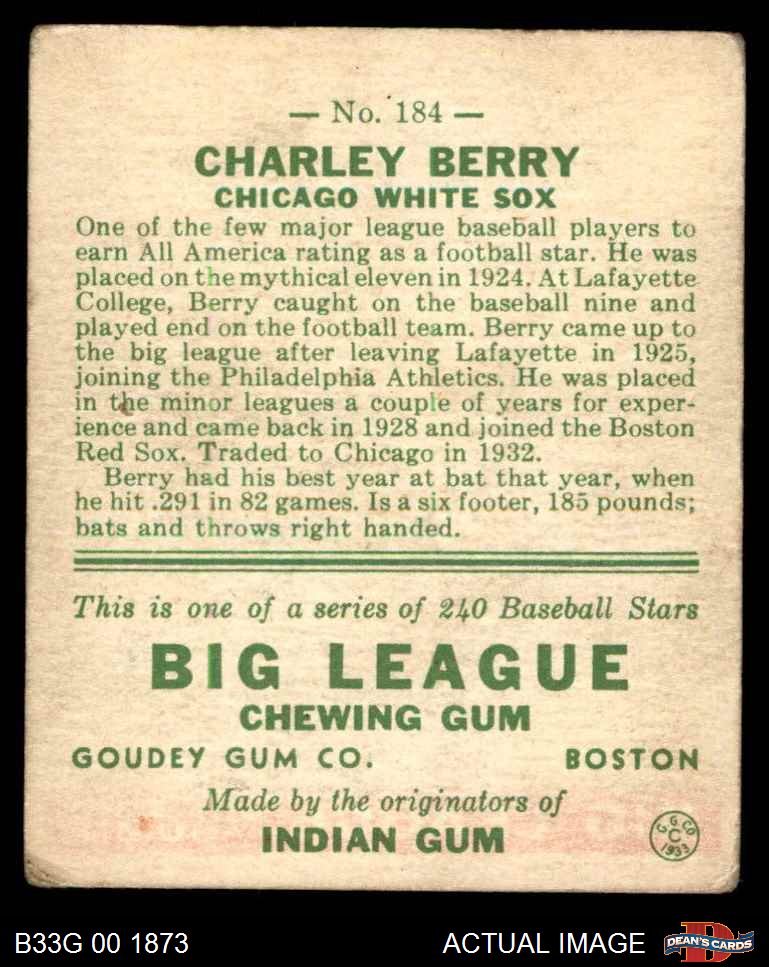 — No. 184 —
CHARLEY BERRY
CHICAGO WHITE SOX
One of the few major league baseball players to
earn All America rating as a football star. He was
placed on the mythical eleven in 1924. At Lafayette
College, Berry caught on the baseball nine and
played end on the football team. Berry came up to
the big league after leaving Lafayette in 1925,
joining the Philadelphia Athletics. He was placed
in the minor leagues a couple of years for exper-
ience and came back in 1928 and joined the Boston
Red Sox. Traded to Chicago in 1932.
Berry had his best year at bat that year, when
he hit .291 in 82 games. Is a six footer, 185 pounds;
bats and throws right handed.
This is one of a series of 240 Baseball Stars
BIG LEAGUE
CHEWING GUM
GOUDEY GUM CO. BOSTON
Made by the originators of
INDIAN GUM
G. G. CO
C
1933
B33G 00 1873 ACTUAL IMAGE D DEAN'S CARDS